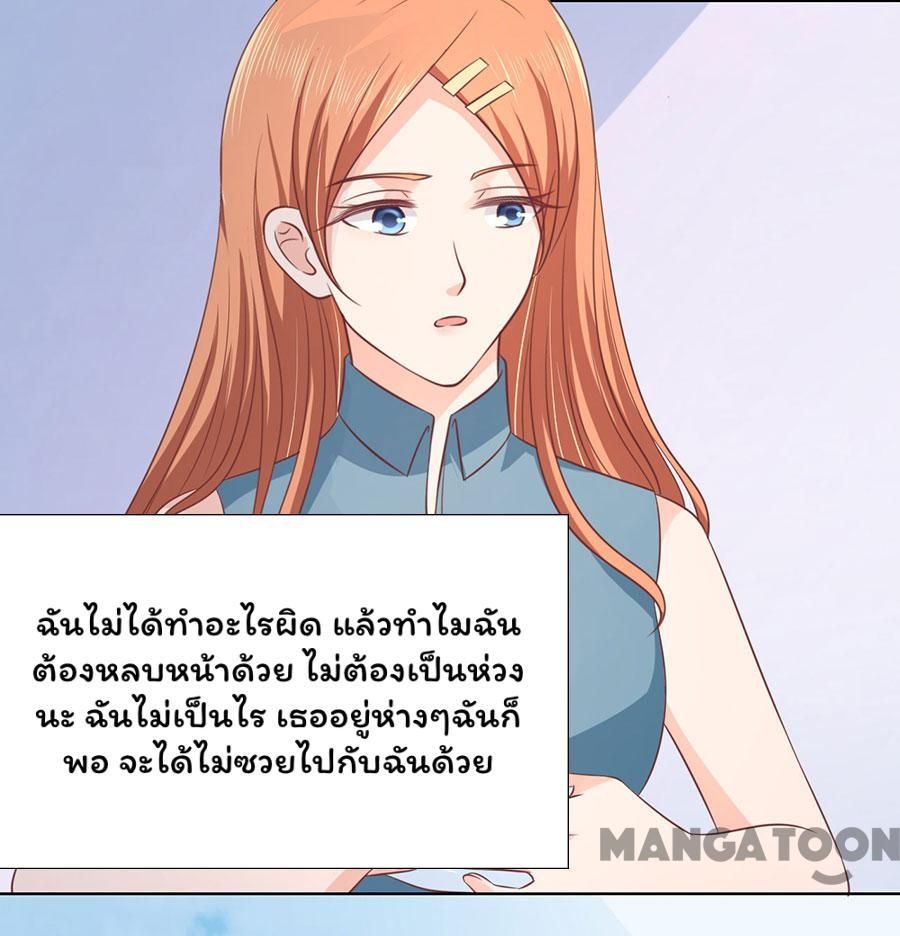 ฉันไม่ได้ทำอะไรผิด แล้วทำไมฉัน
ต้องหลบหน้าด้วย ไม่ต้องเป็นห่วง
นะ ฉันไม่เป็นไร เธออยู่ห่างๆฉันก็
พอ จะได้ไม่ซวยไปกับฉันด้วย
MANGATOON